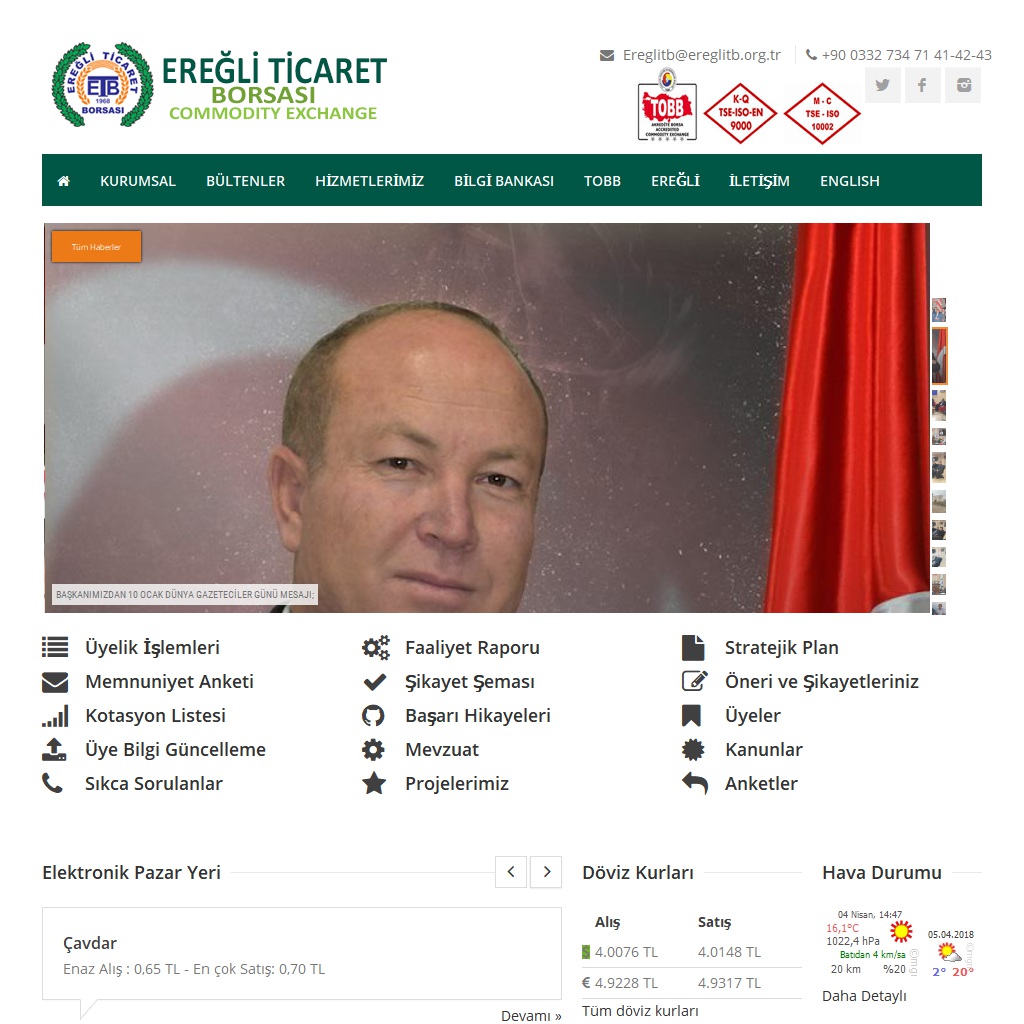 EREĞLİ TİCARET
BORSASI
COMMODITY EXCHANGE
EREĞLİ TİCARET
ETB
1968
BORSASI
Ereglitb@ereglitb.org.tr
+90 0332 734 71 41-42-43
TOBB
AKREDİTE BORSA
ACCREDITED
COMMODITY EXCHANGE
K-Q
TSE-ISO-EN
9000
M - C
TSE - ISO
10002
KURUMSAL
BÜLTENLER
HİZMETLERİMİZ
BİLGİ BANKASI
TOBB
EREĞLİ
İLETİŞİM
ENGLISH
Tüm Haberler
BAŞKANIMIZDAN 10 OCAK DÜNYA GAZETECİLER GÜNÜ MESAJI;
Üyelik İşlemleri
Faaliyet Raporu
Stratejik Plan
Memnuniyet Anketi
Şikayet Şeması
Öneri ve Şikayetleriniz
Kotasyon Listesi
Başarı Hikayeleri
Üyeler
Üye Bilgi Güncelleme
Mevzuat
Kanunlar
Sıkca Sorulanlar
Projelerimiz
Anketler
Elektronik Pazar Yeri
Çavdar
Enaz Alış : 0,65 TL - En çok Satış: 0,70 TL
Devamı »
Döviz Kurları
Alış Satış
$ 4.0076 TL 4.0148 TL
€ 4.9228 TL 4.9317 TL
Tüm döviz kurları
Hava Durumu
04 Nisan, 14:47
16,1°C
1022,4 hPa
Batıdan 4 km/sa
20 km %20
©mgi
05.04.2018
2° 20°
©mgi
Daha Detaylı